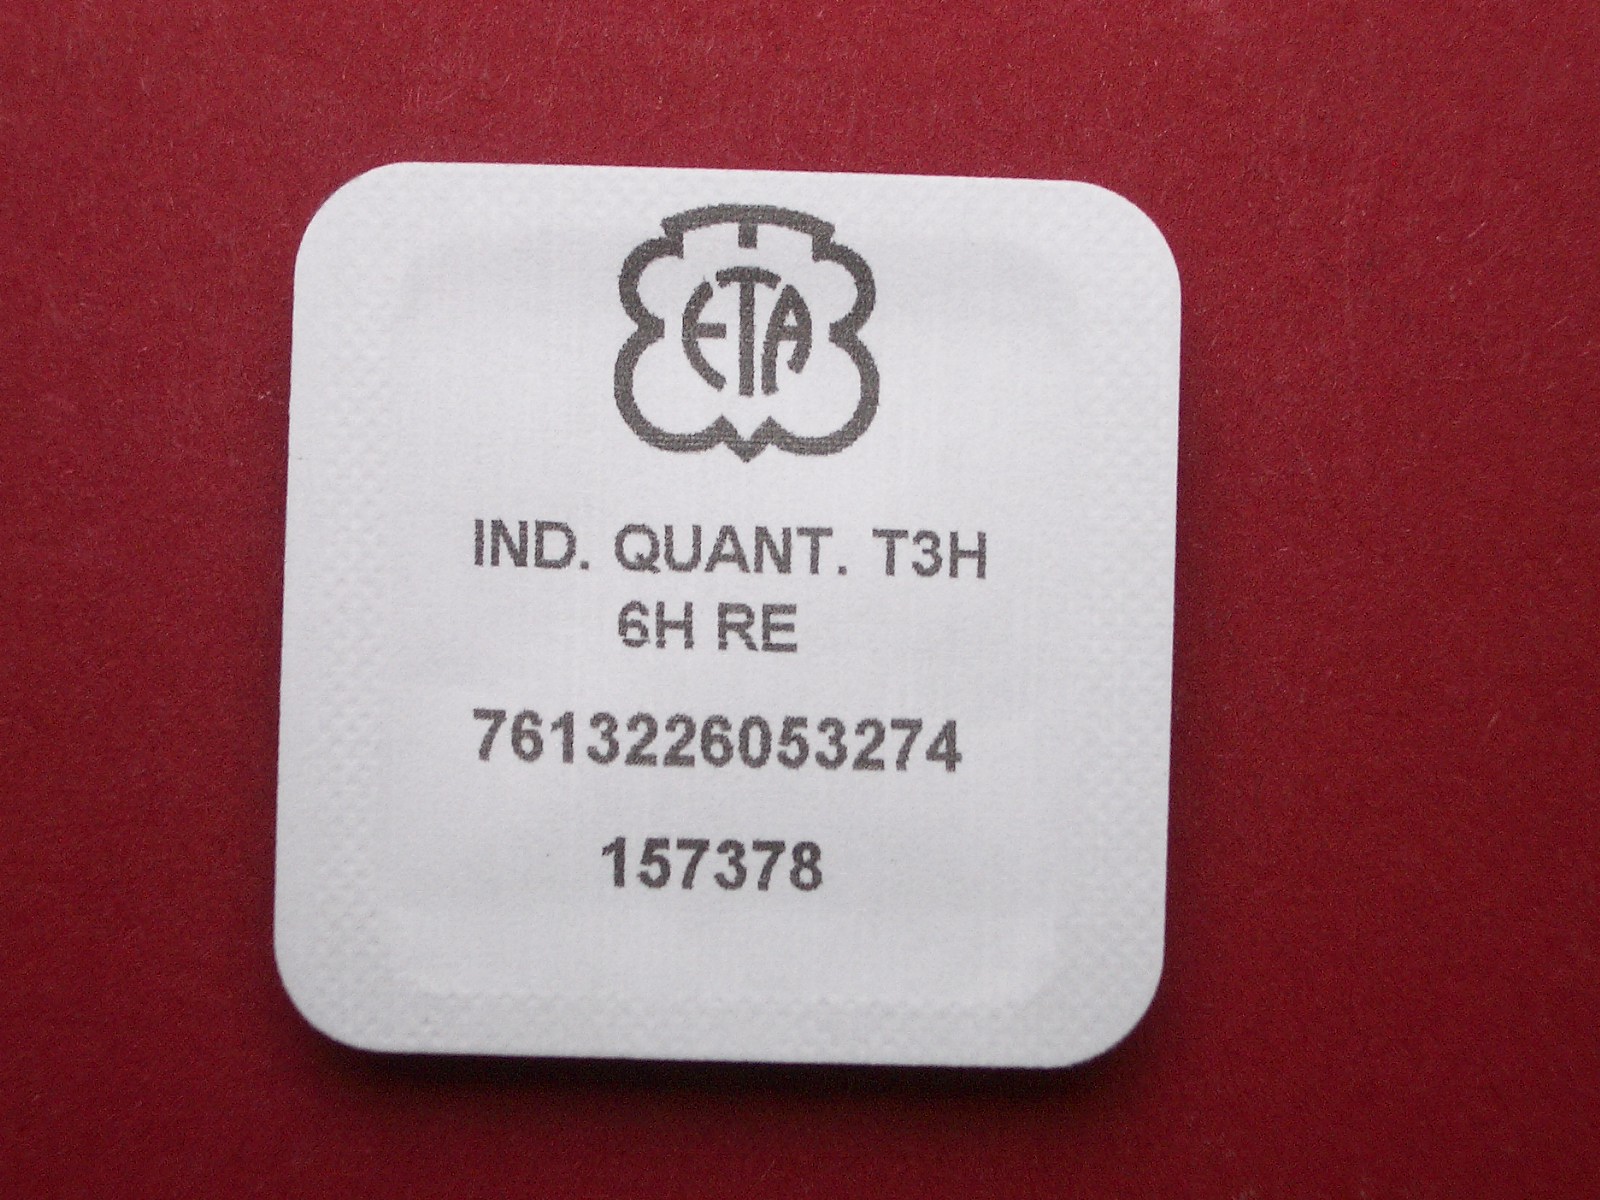 ETA
IND. QUANT. T3H
6H RE
7613226053274
157378